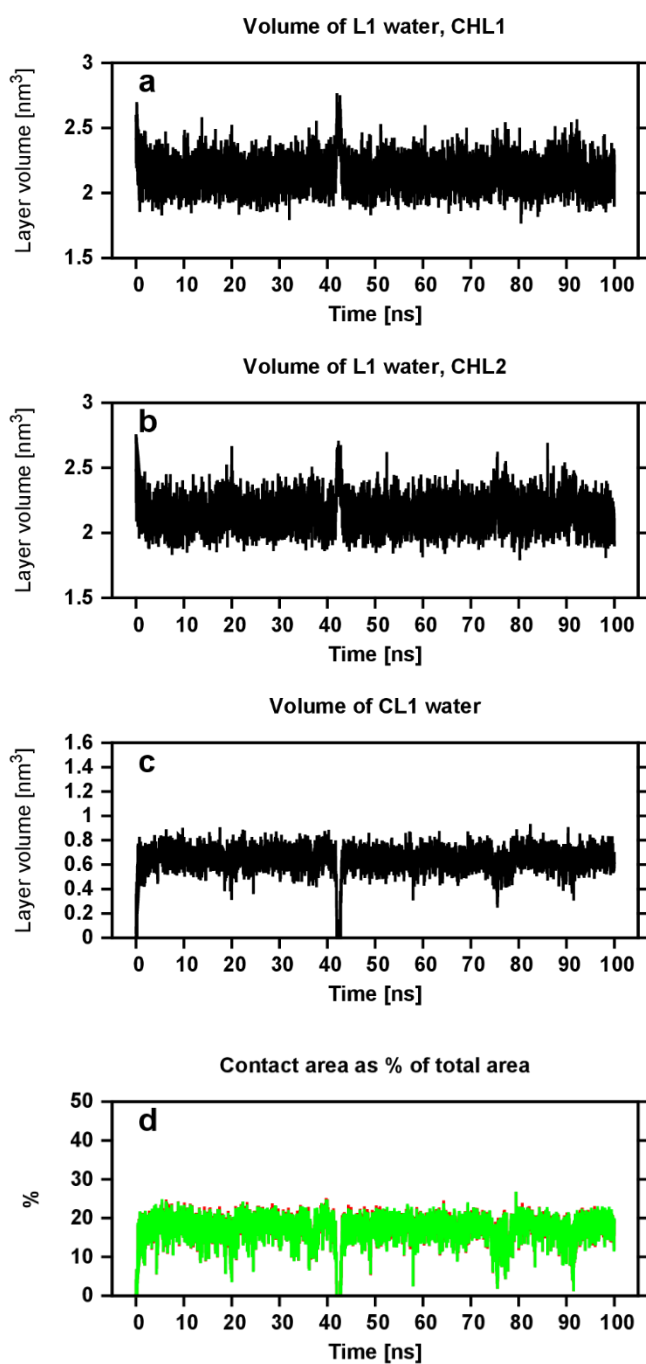 Volume of L1 water, CHL1
a
Layer volume [nm³]
3
2.5
2
1.5
0 10 20 30 40 50 60 70 80 90 100
Time [ns]
Volume of L1 water, CHL2
b
Layer volume [nm³]
3
2.5
2
1.5
0 10 20 30 40 50 60 70 80 90 100
Time [ns]
Volume of CL1 water
c
Layer volume [nm³]
1.6
1.4
1.2
1
0.8
0.6
0.4
0.2
0
0 10 20 30 40 50 60 70 80 90 100
Time [ns]
Contact area as % of total area
d
%
50
40
30
20
10
0
0 10 20 30 40 50 60 70 80 90 100
Time [ns]